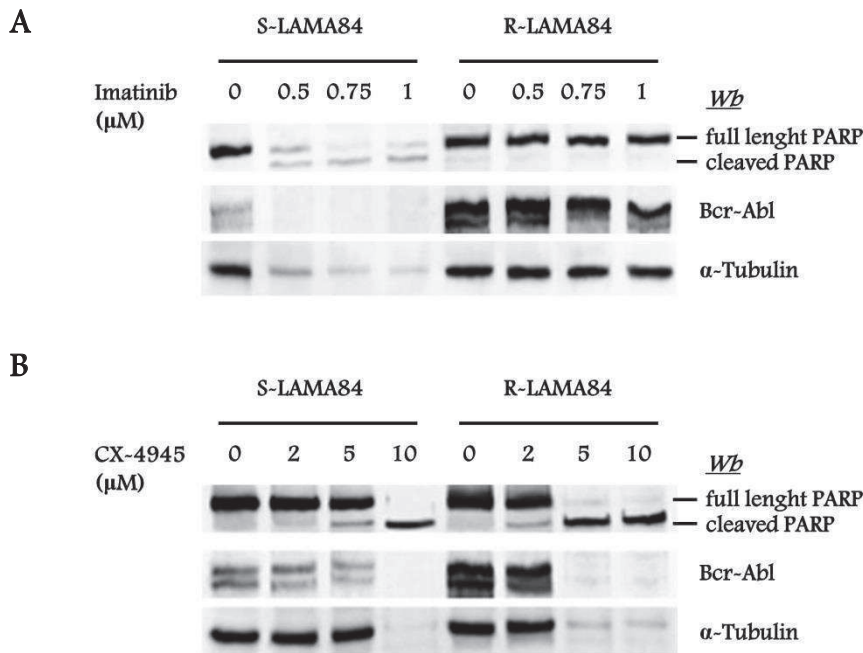 A
S-LAMA84 R-LAMA84
Imatinib 0 0.5 0.75 1 0 0.5 0.75 1 Wb
(μM)
full lenght PARP
cleaved PARP
Bcr-Abl
α-Tubulin
B
S-LAMA84 R-LAMA84
CX-4945 0 2 5 10 0 2 5 10 Wb
(μM)
full lenght PARP
cleaved PARP
Bcr-Abl
α-Tubulin